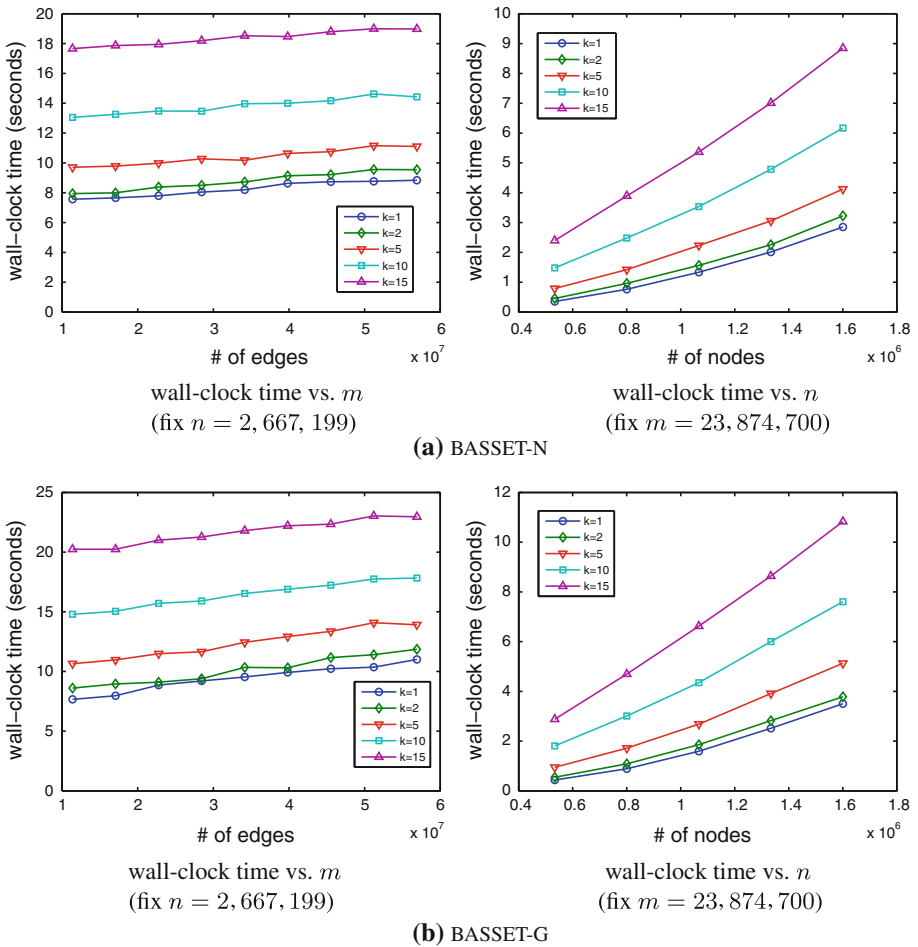 20
18
16
14
12
10
8
6
4
2
0
wall-clock time (seconds)
k=1
k=2
k=5
k=10
k=15
1
2
3
4
5
6
x 10^7
# of edges
wall-clock time vs. m
(fix n = 2, 667, 199)
10
9
8
7
6
5
4
3
2
1
0
wall-clock time (seconds)
k=1
k=2
k=5
k=10
k=15
0.4
0.6
0.8
1
1.2
1.4
1.6
1.8
x 10^6
# of nodes
wall-clock time vs. n
(fix m = 23, 874, 700)
(a) BASSET-N
25
20
15
10
5
0
wall-clock time (seconds)
k=1
k=2
k=5
k=10
k=15
1
2
3
4
5
6
x 10^7
# of edges
wall-clock time vs. m
(fix n = 2, 667, 199)
12
10
8
6
4
2
0
wall-clock time (seconds)
k=1
k=2
k=5
k=10
k=15
0.4
0.6
0.8
1
1.2
1.4
1.6
1.8
x 10^6
# of nodes
wall-clock time vs. n
(fix m = 23, 874, 700)
(b) BASSET-G